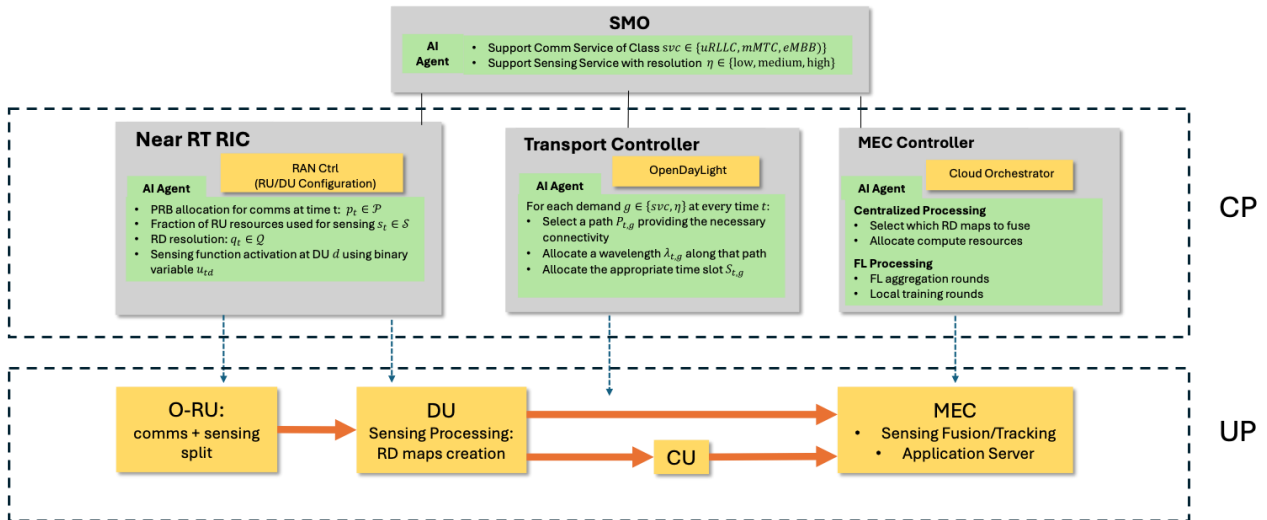 SMO
AI
Agent
• Support Comm Service of Class svc ∈ {uRLLC, mMTC, eMBB)}
• Support Sensing Service with resolution η ∈ {low, medium, high}
Near RT RIC
RAN Ctrl
(RU/DU Configuration)
AI Agent
• PRB allocation for comms at time t: p_t ∈ 𝒫
• Fraction of RU resources used for sensing s_t ∈ 𝒮
• RD resolution: q_t ∈ 𝒬
• Sensing function activation at DU d using binary
variable u_td
Transport Controller
OpenDayLight
AI Agent
For each demand g ∈ {svc, η} at every time t:
• Select a path P_t,g providing the necessary
connectivity
• Allocate a wavelength λ_t,g along that path
• Allocate the appropriate time slot S_t,g
MEC Controller
Cloud Orchestrator
AI Agent
Centralized Processing
• Select which RD maps to fuse
• Allocate compute resources
FL Processing
• FL aggregation rounds
• Local training rounds
CP
O-RU:
comms + sensing
split
DU
Sensing Processing:
RD maps creation
CU
MEC
• Sensing Fusion/Tracking
• Application Server
UP